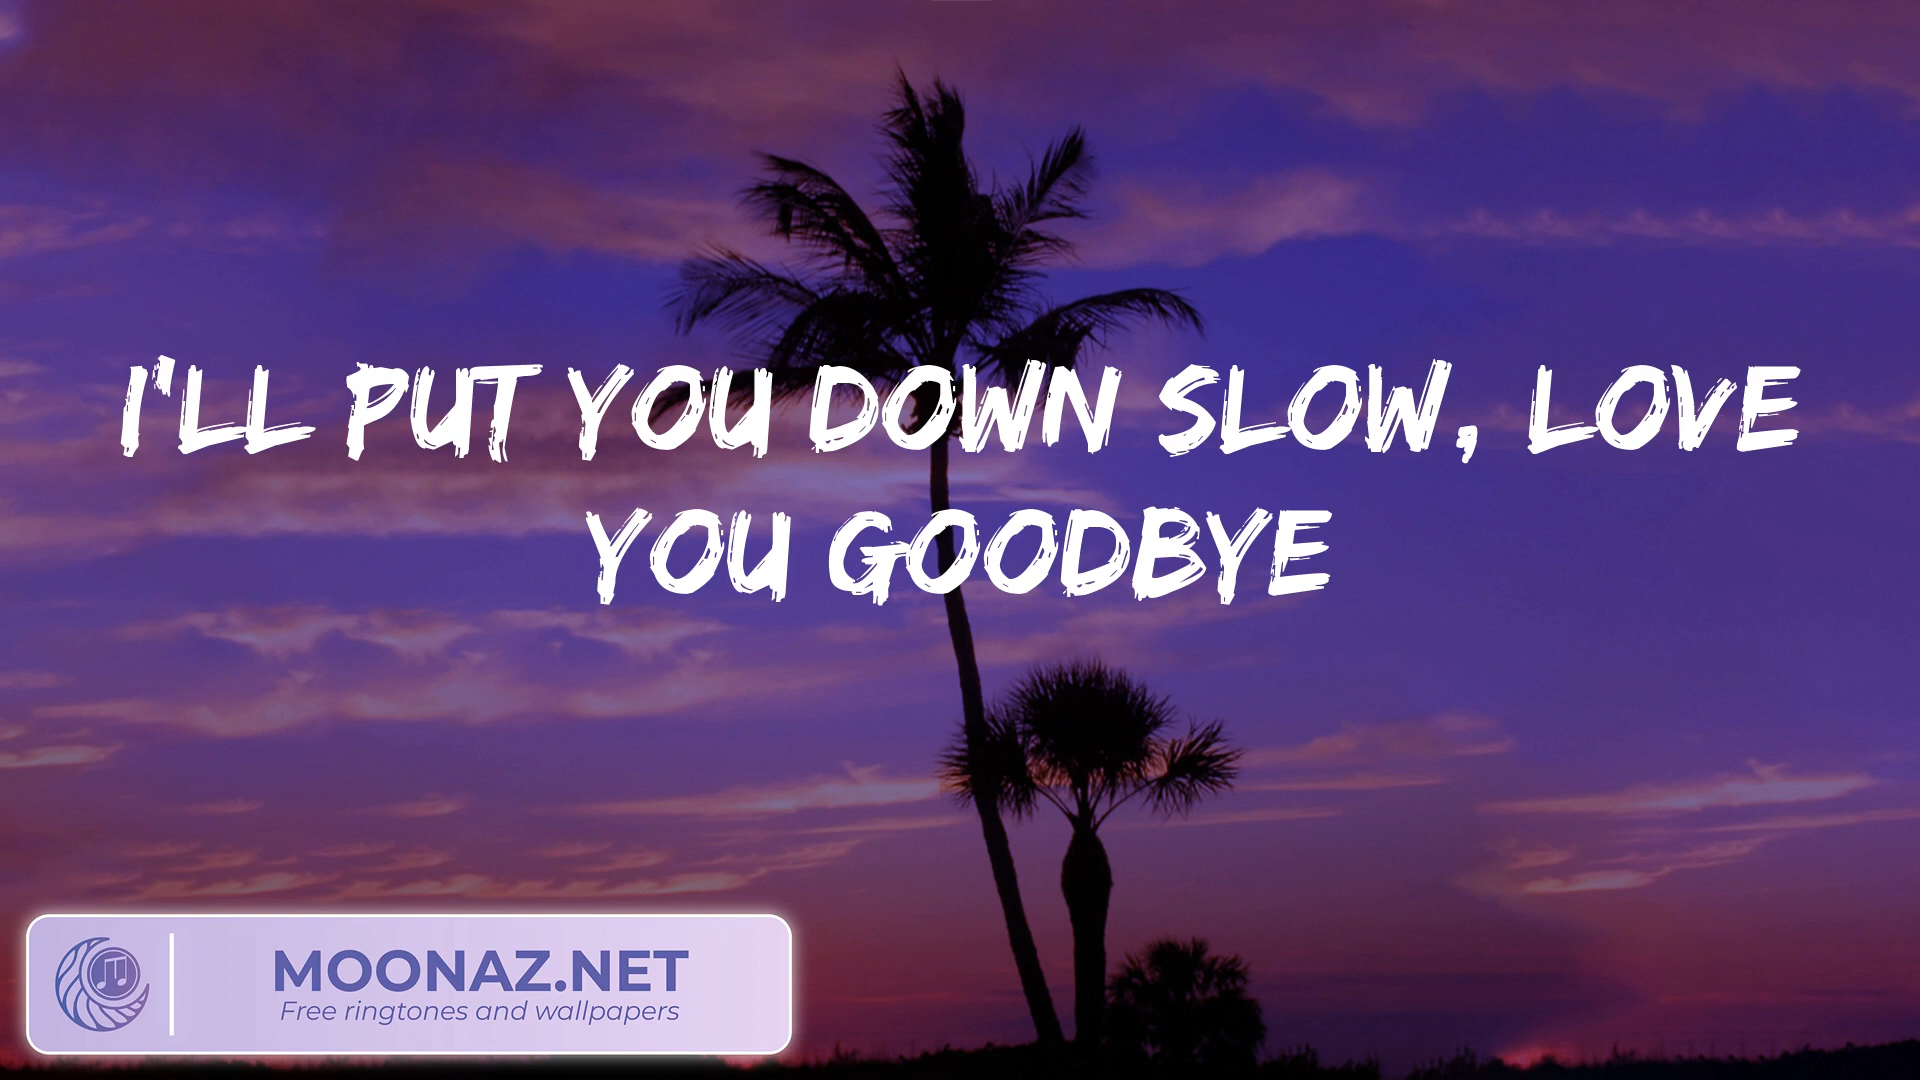 I'LL PUT YOU DOWN SLOW, LOVE
YOU GOODBYE
MOONAZ.NET
Free ringtones and wallpapers